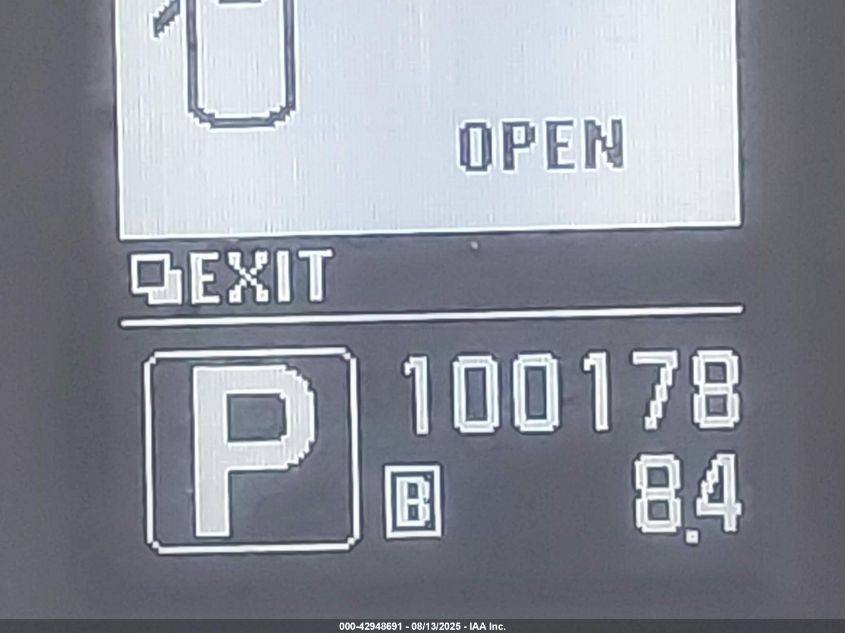 OPEN
EXIT
P 100178
B 8.4
000-42948691 - 08/13/2025 - IAA Inc.